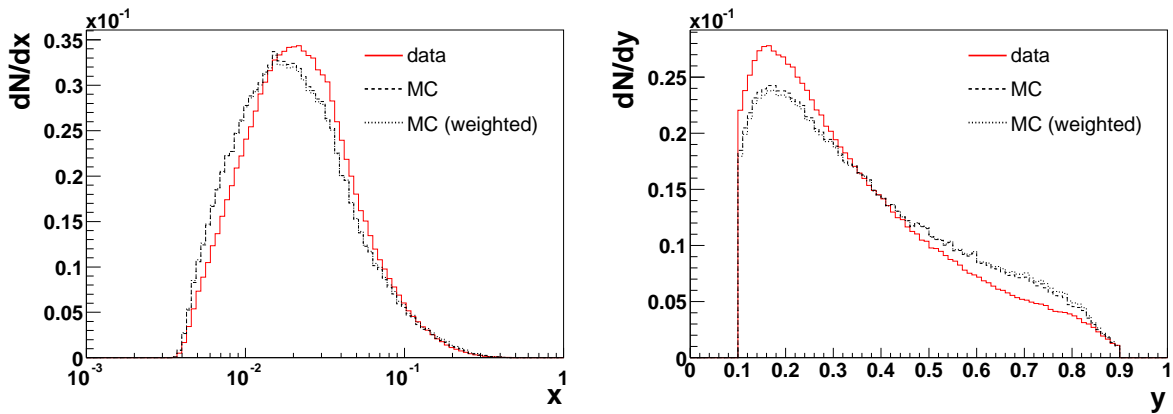 ×10⁻¹
dN/dx
0.35
0.3
0.25
0.2
0.15
0.1
0.05
0
data
MC
MC (weighted)
10⁻³ 10⁻² 10⁻¹ 1
x
×10⁻¹
dN/dy
0.25
0.2
0.15
0.1
0.05
0
data
MC
MC (weighted)
0 0.1 0.2 0.3 0.4 0.5 0.6 0.7 0.8 0.9 1
y